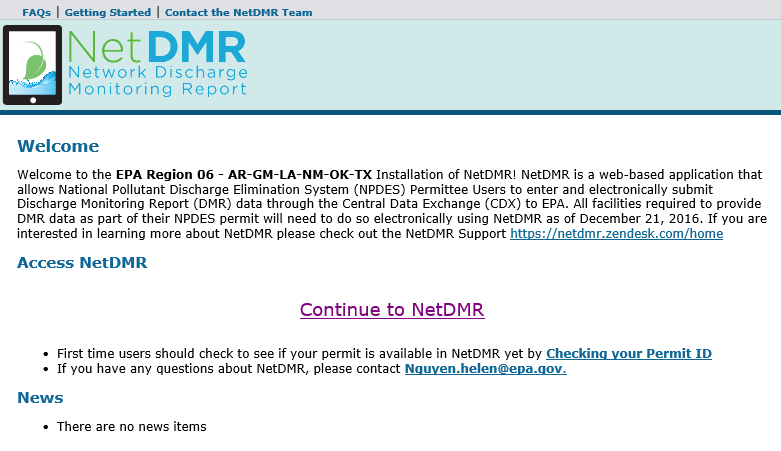 FAQs | Getting Started | Contact the NetDMR Team
NetDMR
Network Discharge
Monitoring Report
Welcome
Welcome to the EPA Region 06 - AR-GM-LA-NM-OK-TX Installation of NetDMR! NetDMR is a web-based application that
allows National Pollutant Discharge Elimination System (NPDES) Permittee Users to enter and electronically submit
Discharge Monitoring Report (DMR) data through the Central Data Exchange (CDX) to EPA. All facilities required to provide
DMR data as part of their NPDES permit will need to do so electronically using NetDMR as of December 21, 2016. If you are
interested in learning more about NetDMR please check out the NetDMR Support https://netdmr.zendesk.com/home
Access NetDMR
Continue to NetDMR
• First time users should check to see if your permit is available in NetDMR yet by Checking your Permit ID
• If you have any questions about NetDMR, please contact Nguyen.helen@epa.gov.
News
• There are no news items